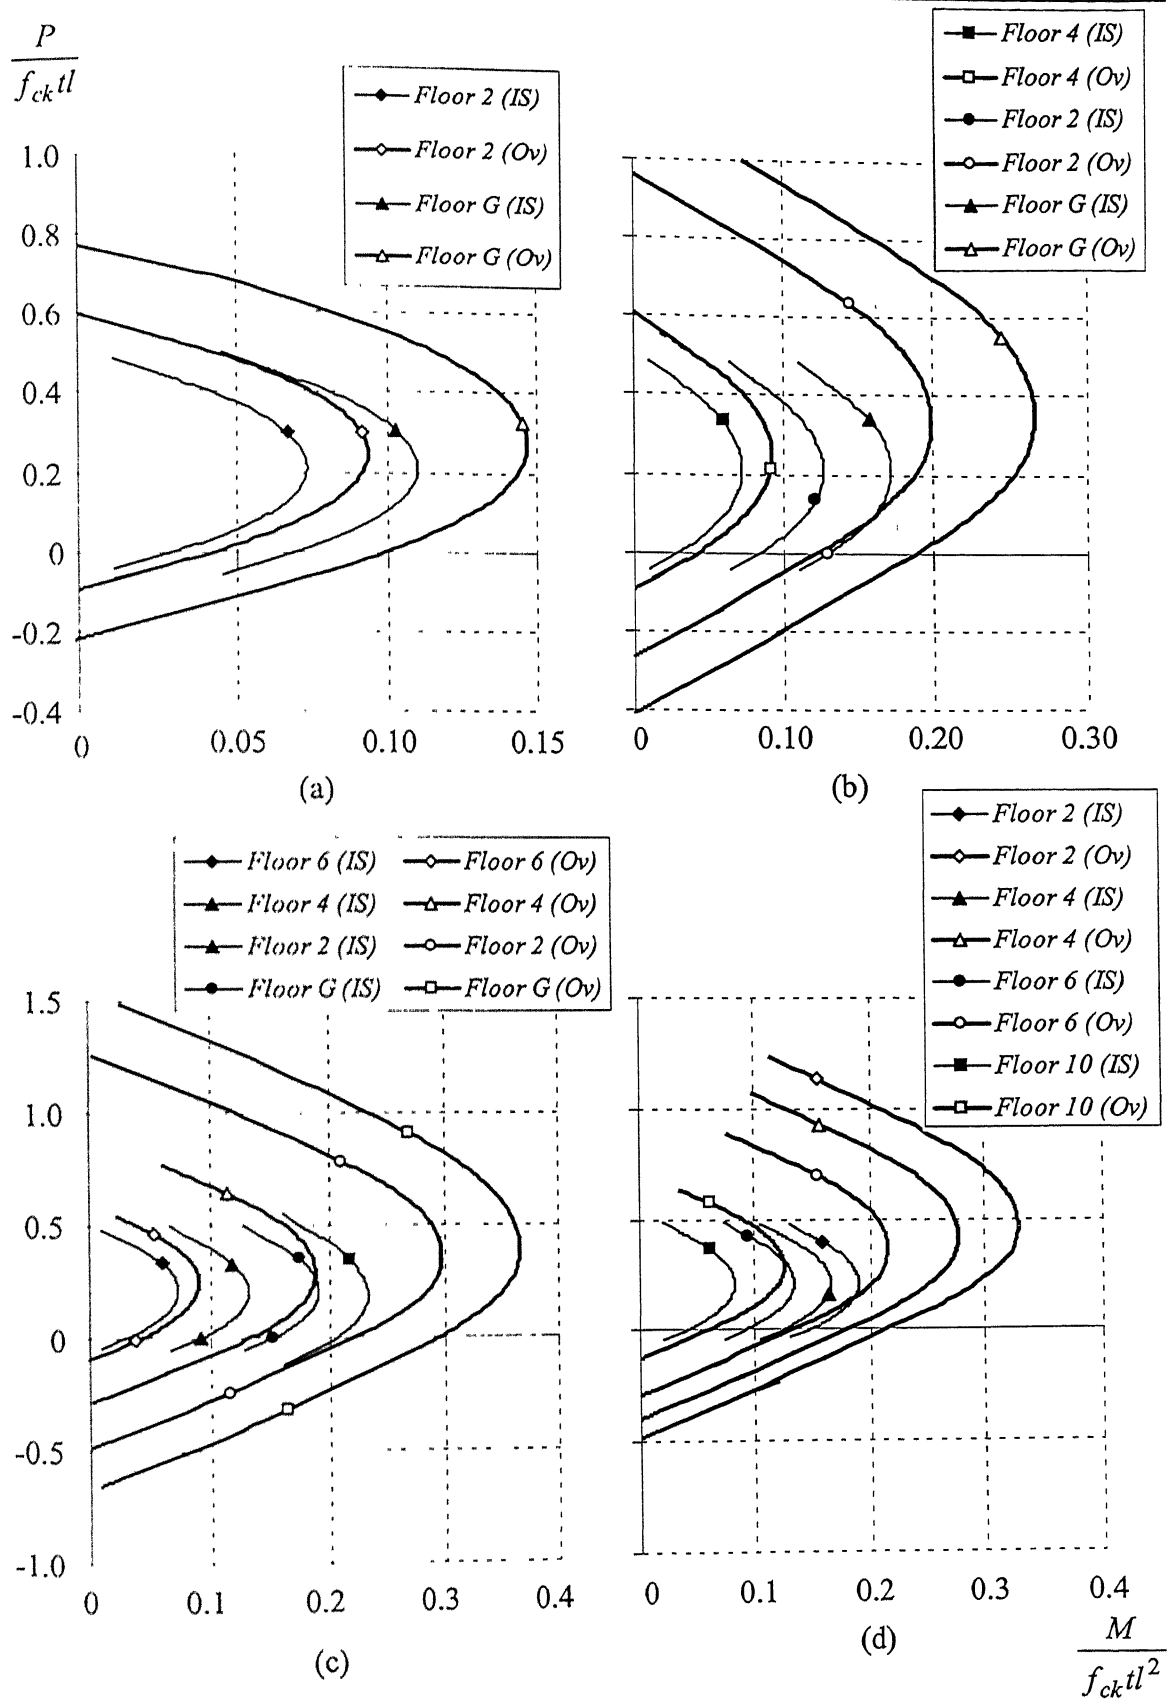 P
f_ck tl
Floor 2 (IS)
Floor 2 (Ov)
Floor G (IS)
Floor G (Ov)
1.0
0.8
0.6
0.4
0.2
0
-0.2
-0.4
0 0.05 0.10 0.15
(a)
Floor 4 (IS)
Floor 4 (Ov)
Floor 2 (IS)
Floor 2 (Ov)
Floor G (IS)
Floor G (Ov)
0 0.10 0.20 0.30
(b)
Floor 6 (IS) Floor 6 (Ov)
Floor 4 (IS) Floor 4 (Ov)
Floor 2 (IS) Floor 2 (Ov)
Floor G (IS) Floor G (Ov)
1.5
1.0
0.5
0
-0.5
-1.0
0 0.1 0.2 0.3 0.4
(c)
Floor 2 (IS)
Floor 2 (Ov)
Floor 4 (IS)
Floor 4 (Ov)
Floor 6 (IS)
Floor 6 (Ov)
Floor 10 (IS)
Floor 10 (Ov)
0 0.1 0.2 0.3 0.4
(d)
M
f_ck tl^2